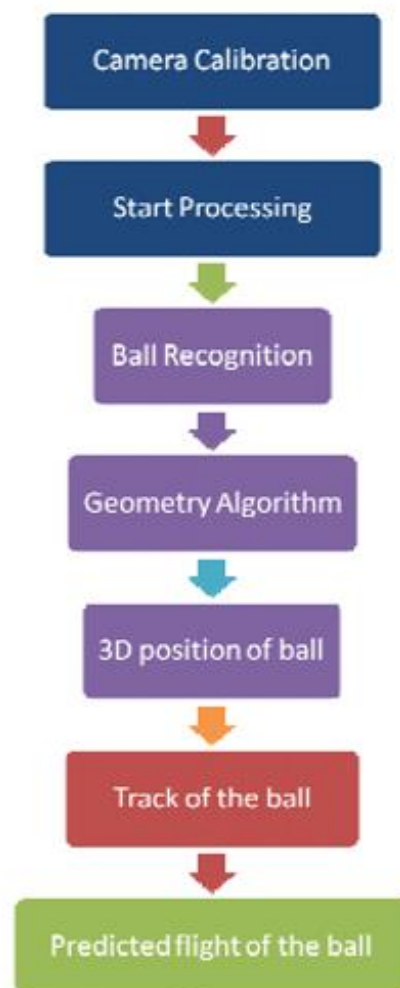 Camera Calibration
Start Processing
Ball Recognition
Geometry Algorithm
3D position of ball
Track of the ball
Predicted flight of the ball